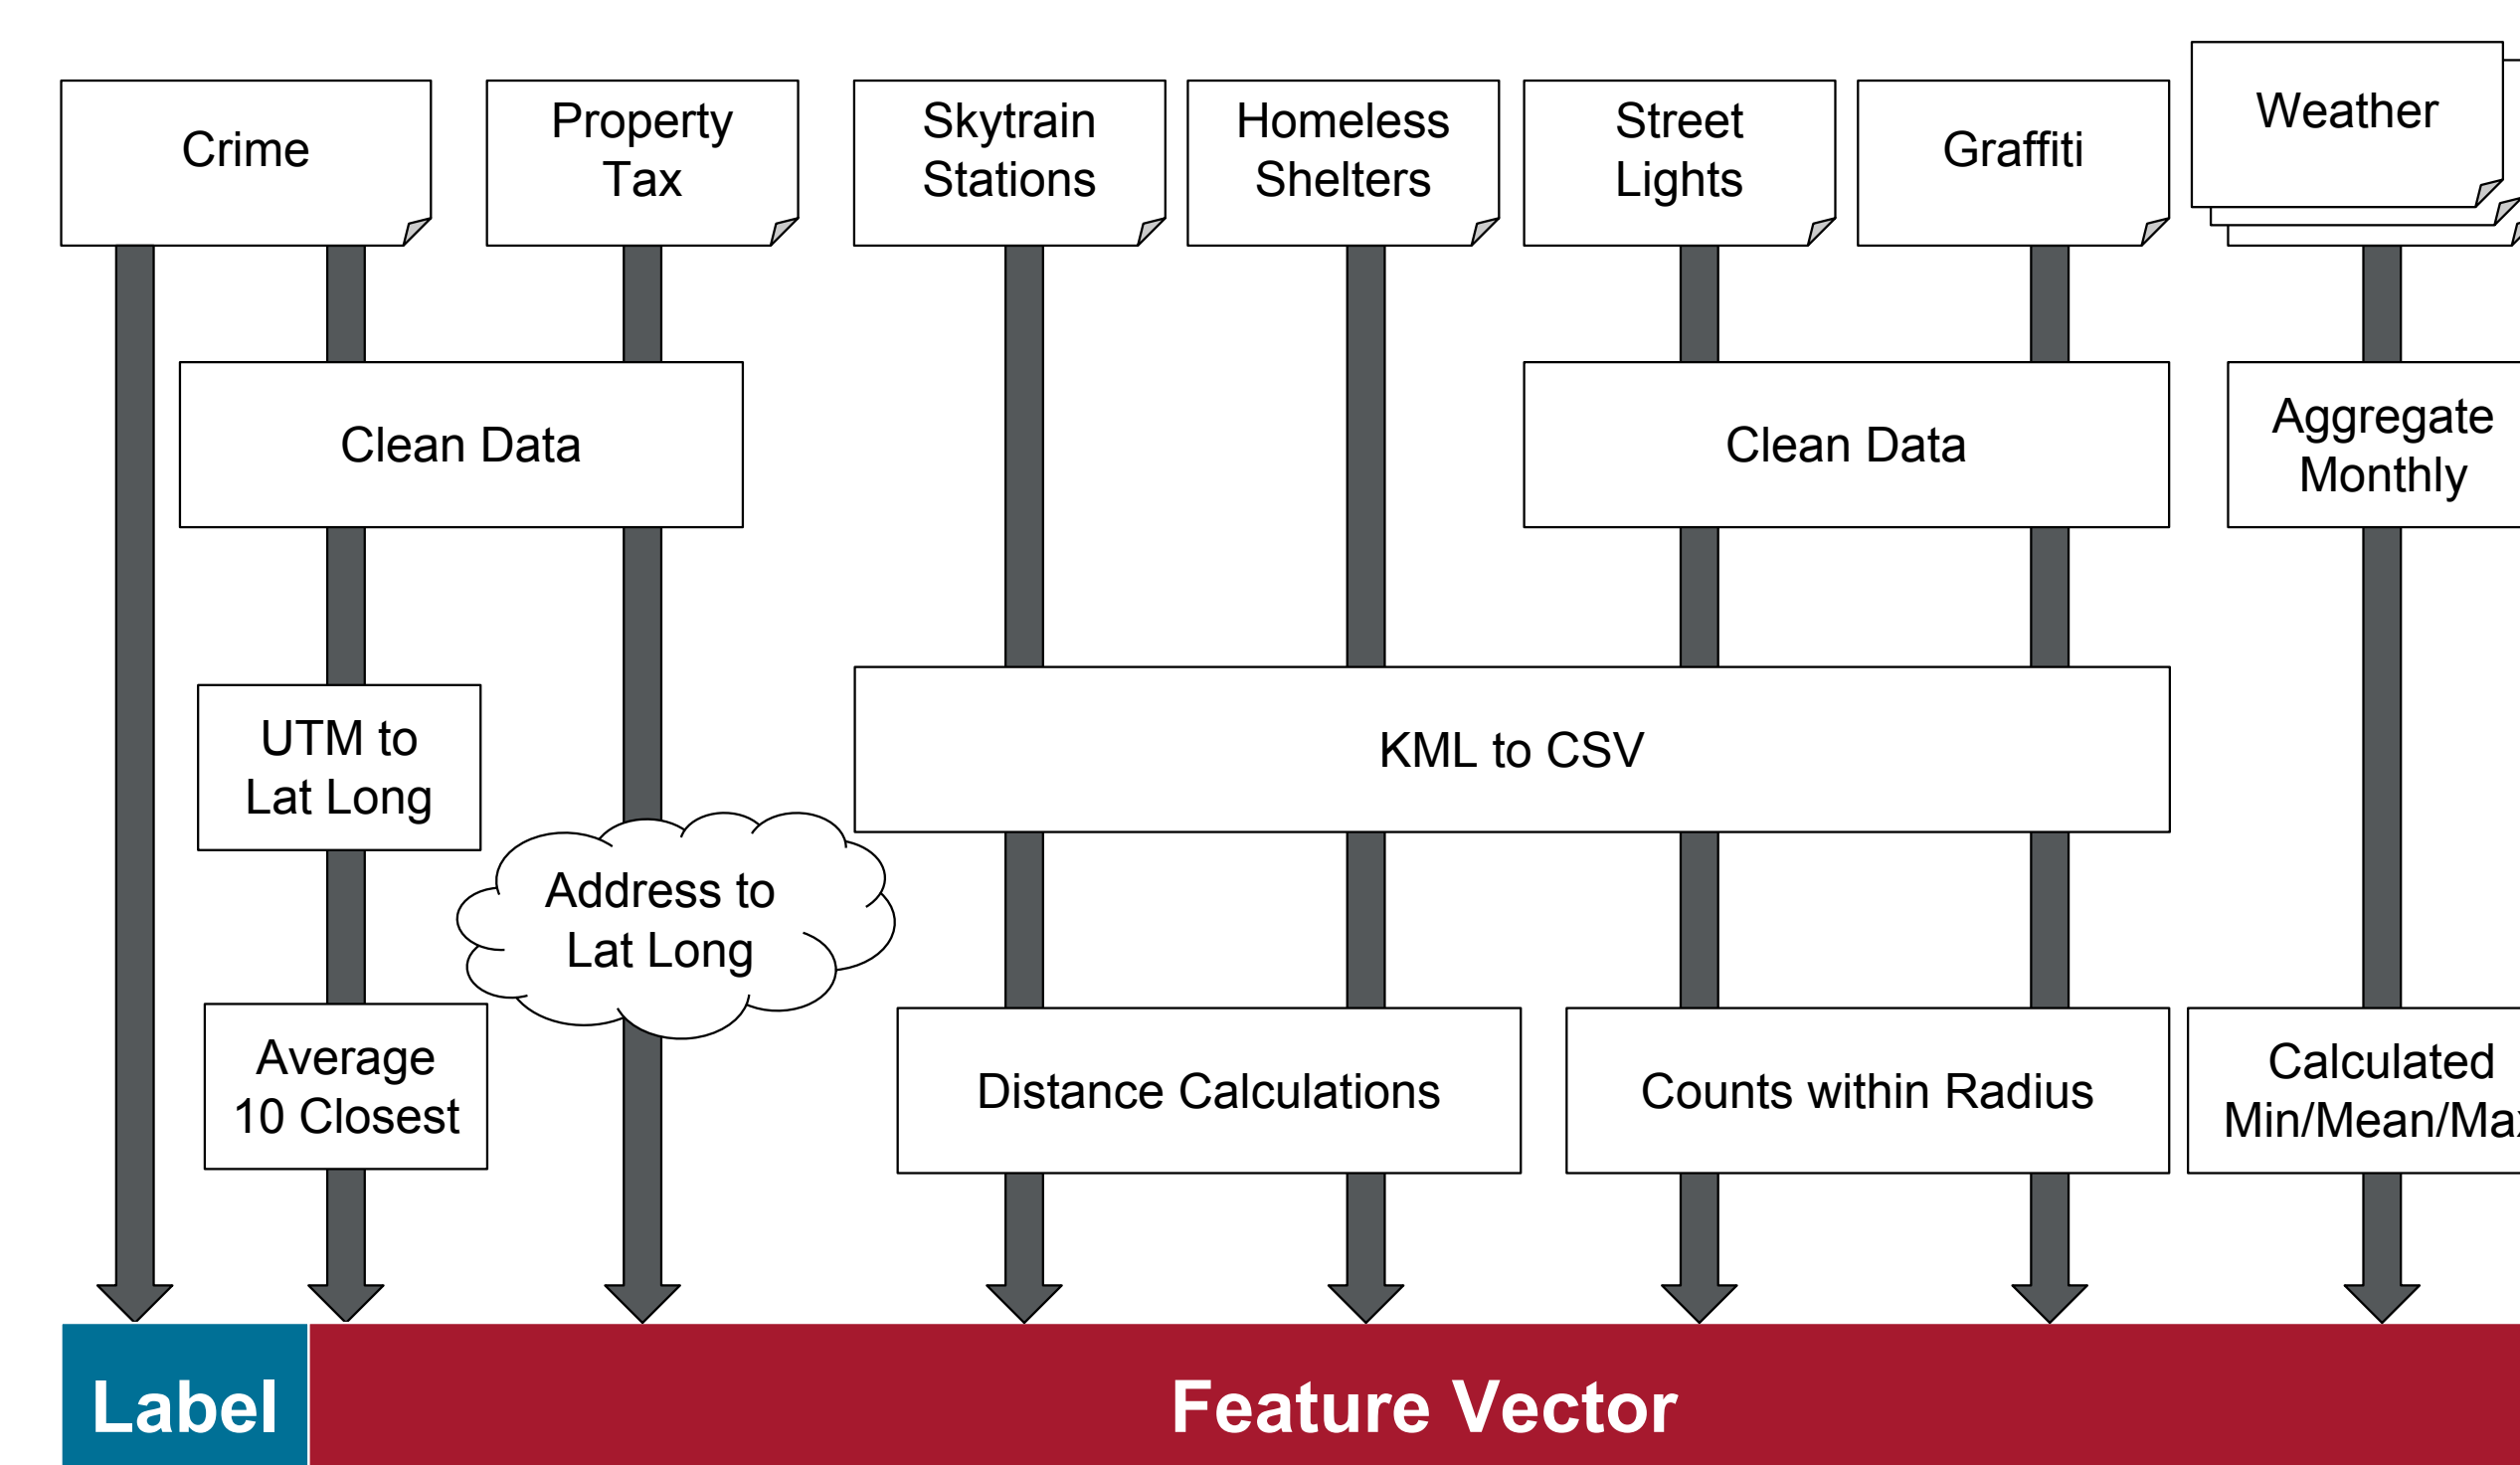 Crime
Property
Tax
Skytrain
Stations
Homeless
Shelters
Street
Lights
Graffiti
Weather
Clean Data
Clean Data
Aggregate
Monthly
UTM to
Lat Long
KML to CSV
Address to
Lat Long
Average
10 Closest
Distance Calculations
Counts within Radius
Calculated
Min/Mean/Max
Label
Feature Vector